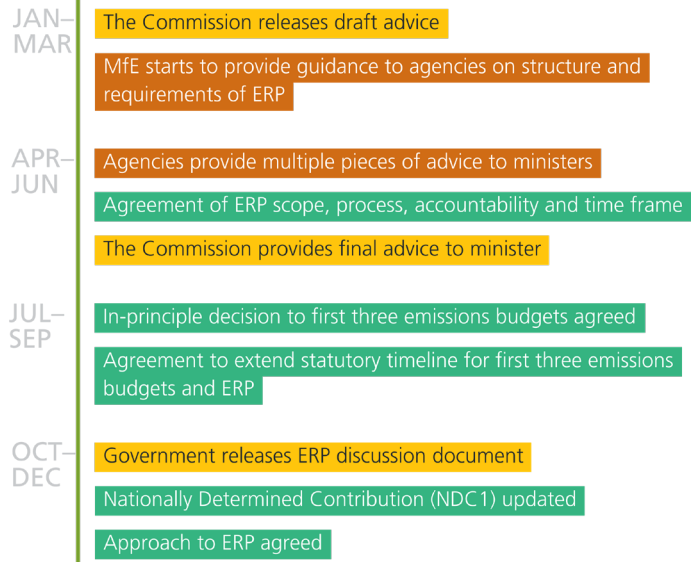 JAN–
MAR
The Commission releases draft advice
MfE starts to provide guidance to agencies on structure and
requirements of ERP
APR–
JUN
Agencies provide multiple pieces of advice to ministers
Agreement of ERP scope, process, accountability and time frame
The Commission provides final advice to minister
JUL–
SEP
In-principle decision to first three emissions budgets agreed
Agreement to extend statutory timeline for first three emissions
budgets and ERP
OCT–
DEC
Government releases ERP discussion document
Nationally Determined Contribution (NDC1) updated
Approach to ERP agreed